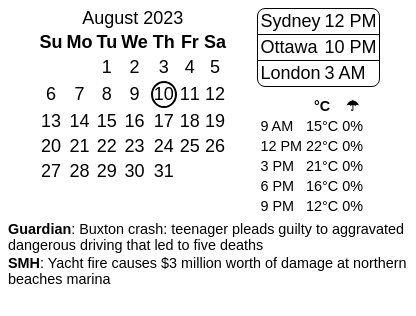 August 2023
Su Mo Tu We Th Fr Sa
1 2 3 4 5
6 7 8 9 10 11 12
13 14 15 16 17 18 19
20 21 22 23 24 25 26
27 28 29 30 31
Sydney 12 PM
Ottawa 10 PM
London 3 AM
°C ☂
9 AM 15°C 0%
12 PM 22°C 0%
3 PM 21°C 0%
6 PM 16°C 0%
9 PM 12°C 0%
Guardian: Buxton crash: teenager pleads guilty to aggravated
dangerous driving that led to five deaths
SMH: Yacht fire causes $3 million worth of damage at northern
beaches marina